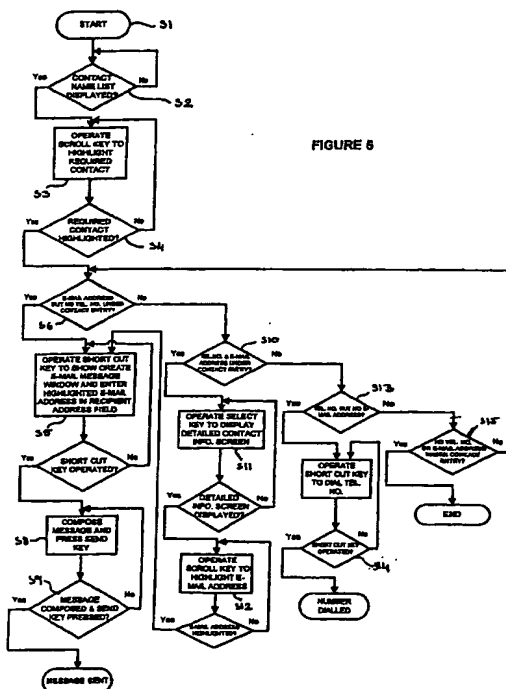 START
S1
Yes
CONTACT
NAME LIST
DISPLAYED?
No
S2
OPERATE
SCROLL KEY TO
HIGHLIGHT
REQUIRED
CONTACT
S3
FIGURE 5
Yes
REQUIRED
CONTACT
HIGHLIGHTED?
No
S4
Yes
E-MAIL ADDRESS
BUT NO TEL. NO. UNDER
CONTACT ENTRY?
No
S6
OPERATE SHORT CUT
KEY TO SHOW CREATE
E-MAIL MESSAGE
WINDOW AND ENTER
HIGHLIGHTED E-MAIL
ADDRESS IN RECIPIENT
ADDRESS FIELD
Yes
TEL. NO. & E-MAIL
ADDRESS UNDER
CONTACT ENTRY?
No
S10
Yes
TEL. NO. BUT NO E-
MAIL ADDRESS?
No
S13
Yes
NO TEL. NO.
OR E-MAIL ADDRESS
UNDER CONTACT
ENTRY?
S15
OPERATE SELECT
KEY TO DISPLAY
DETAILED CONTACT
INFO. SCREEN
S11
Yes
SHORT CUT
KEY OPERATED?
No
OPERATE
SHORT CUT KEY
TO DIAL TEL.
NO.
END
Yes
DETAILED
INFO. SCREEN
DISPLAYED?
No
COMPOSE
MESSAGE AND
PRESS SEND
KEY
S8
Yes
SHORT CUT KEY
OPERATED?
No
S14
OPERATE
SCROLL KEY TO
HIGHLIGHT E-
MAIL ADDRESS
S12
S9
Yes
MESSAGE
COMPOSED & SEND
KEY PRESSED?
No
Yes
E-MAIL ADDRESS
HIGHLIGHTED?
No
NUMBER
DIALLED
MESSAGE SENT